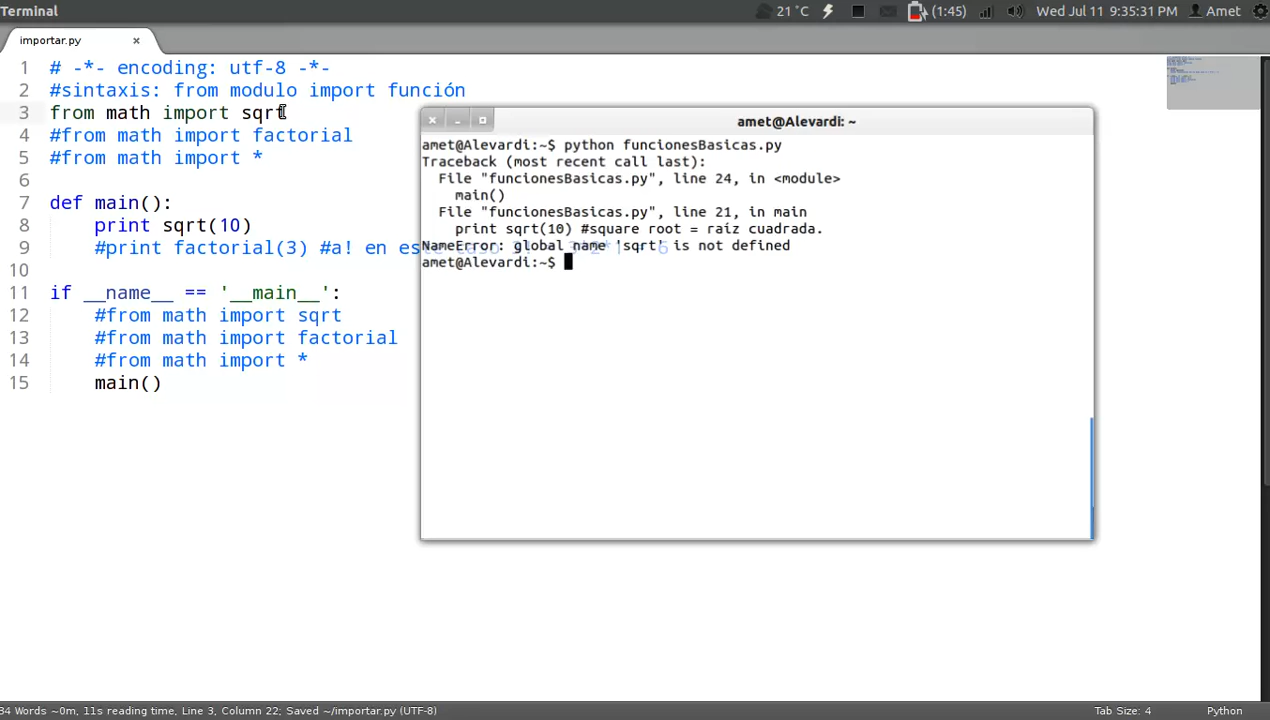 Terminal
21 °C
(1:45)
Wed Jul 11 9:35:31 PM
Amet
importar.py ×
1 # -*- encoding: utf-8 -*-
2 #sintaxis: from modulo import función
3 from math import sqrt
4 #from math import factorial
5 #from math import *
6
7 def main():
8 print sqrt(10)
9 #print factorial(3) #a! en este caso
10
11 if __name__ == '__main__':
12 #from math import sqrt
13 #from math import factorial
14 #from math import *
15 main()
amet@Alevardi: ~
amet@Alevardi:~$ python funcionesBasicas.py
Traceback (most recent call last):
File "funcionesBasicas.py", line 24, in <module>
main()
File "funcionesBasicas.py", line 21, in main
print sqrt(10) #square root = raíz cuadrada.
NameError: global name 'sqrt' is not defined
amet@Alevardi:~$
34 Words ~0m, 11s reading time, Line 3, Column 22; Saved ~/importar.py (UTF-8)
Tab Size: 4
Python